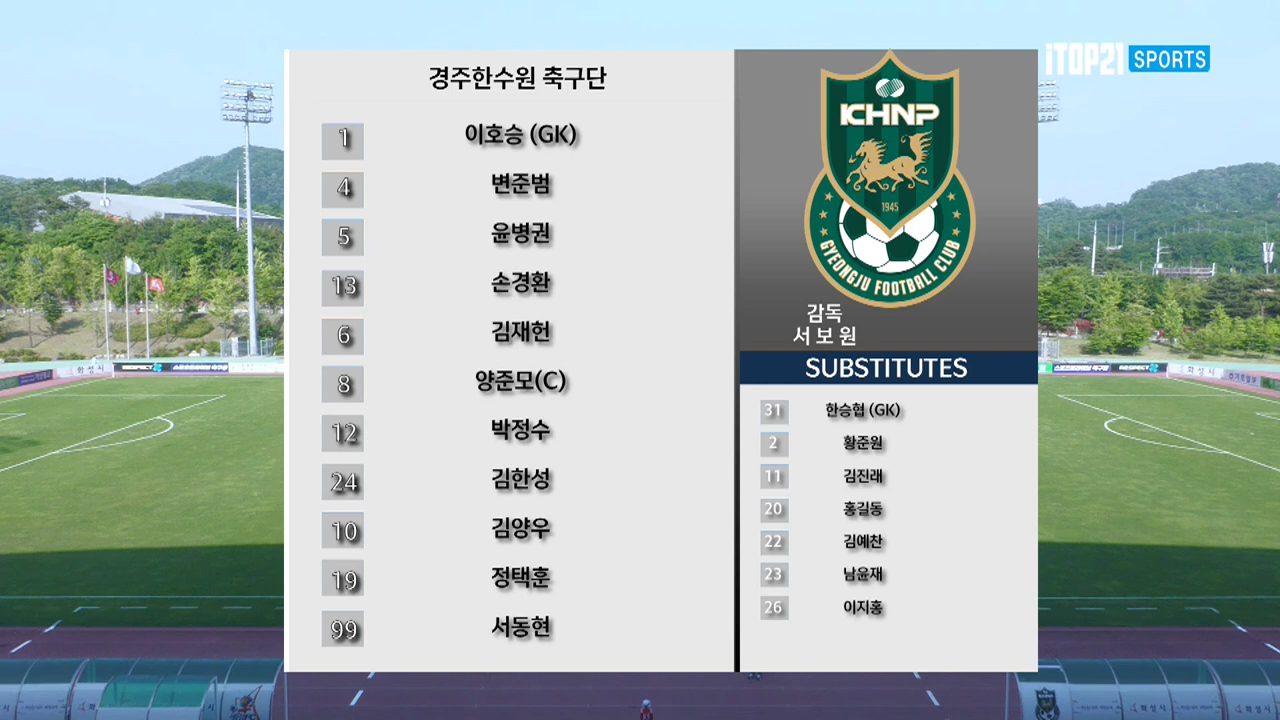 iTOP21 SPORTS
경주한수원 축구단
1 이호승 (GK)
4 변준범
5 윤병권
13 손경환
6 김재헌
8 양준모(C)
12 박정수
24 김한성
10 김양우
19 정택훈
99 서동현
KHNP
1945
GYEONGJU FOOTBALL CLUB
감독
서 보 원
SUBSTITUTES
31 한승협 (GK)
2 황준원
11 김진래
20 홍길동
22 김예찬
23 남윤재
26 이지홍
화성시